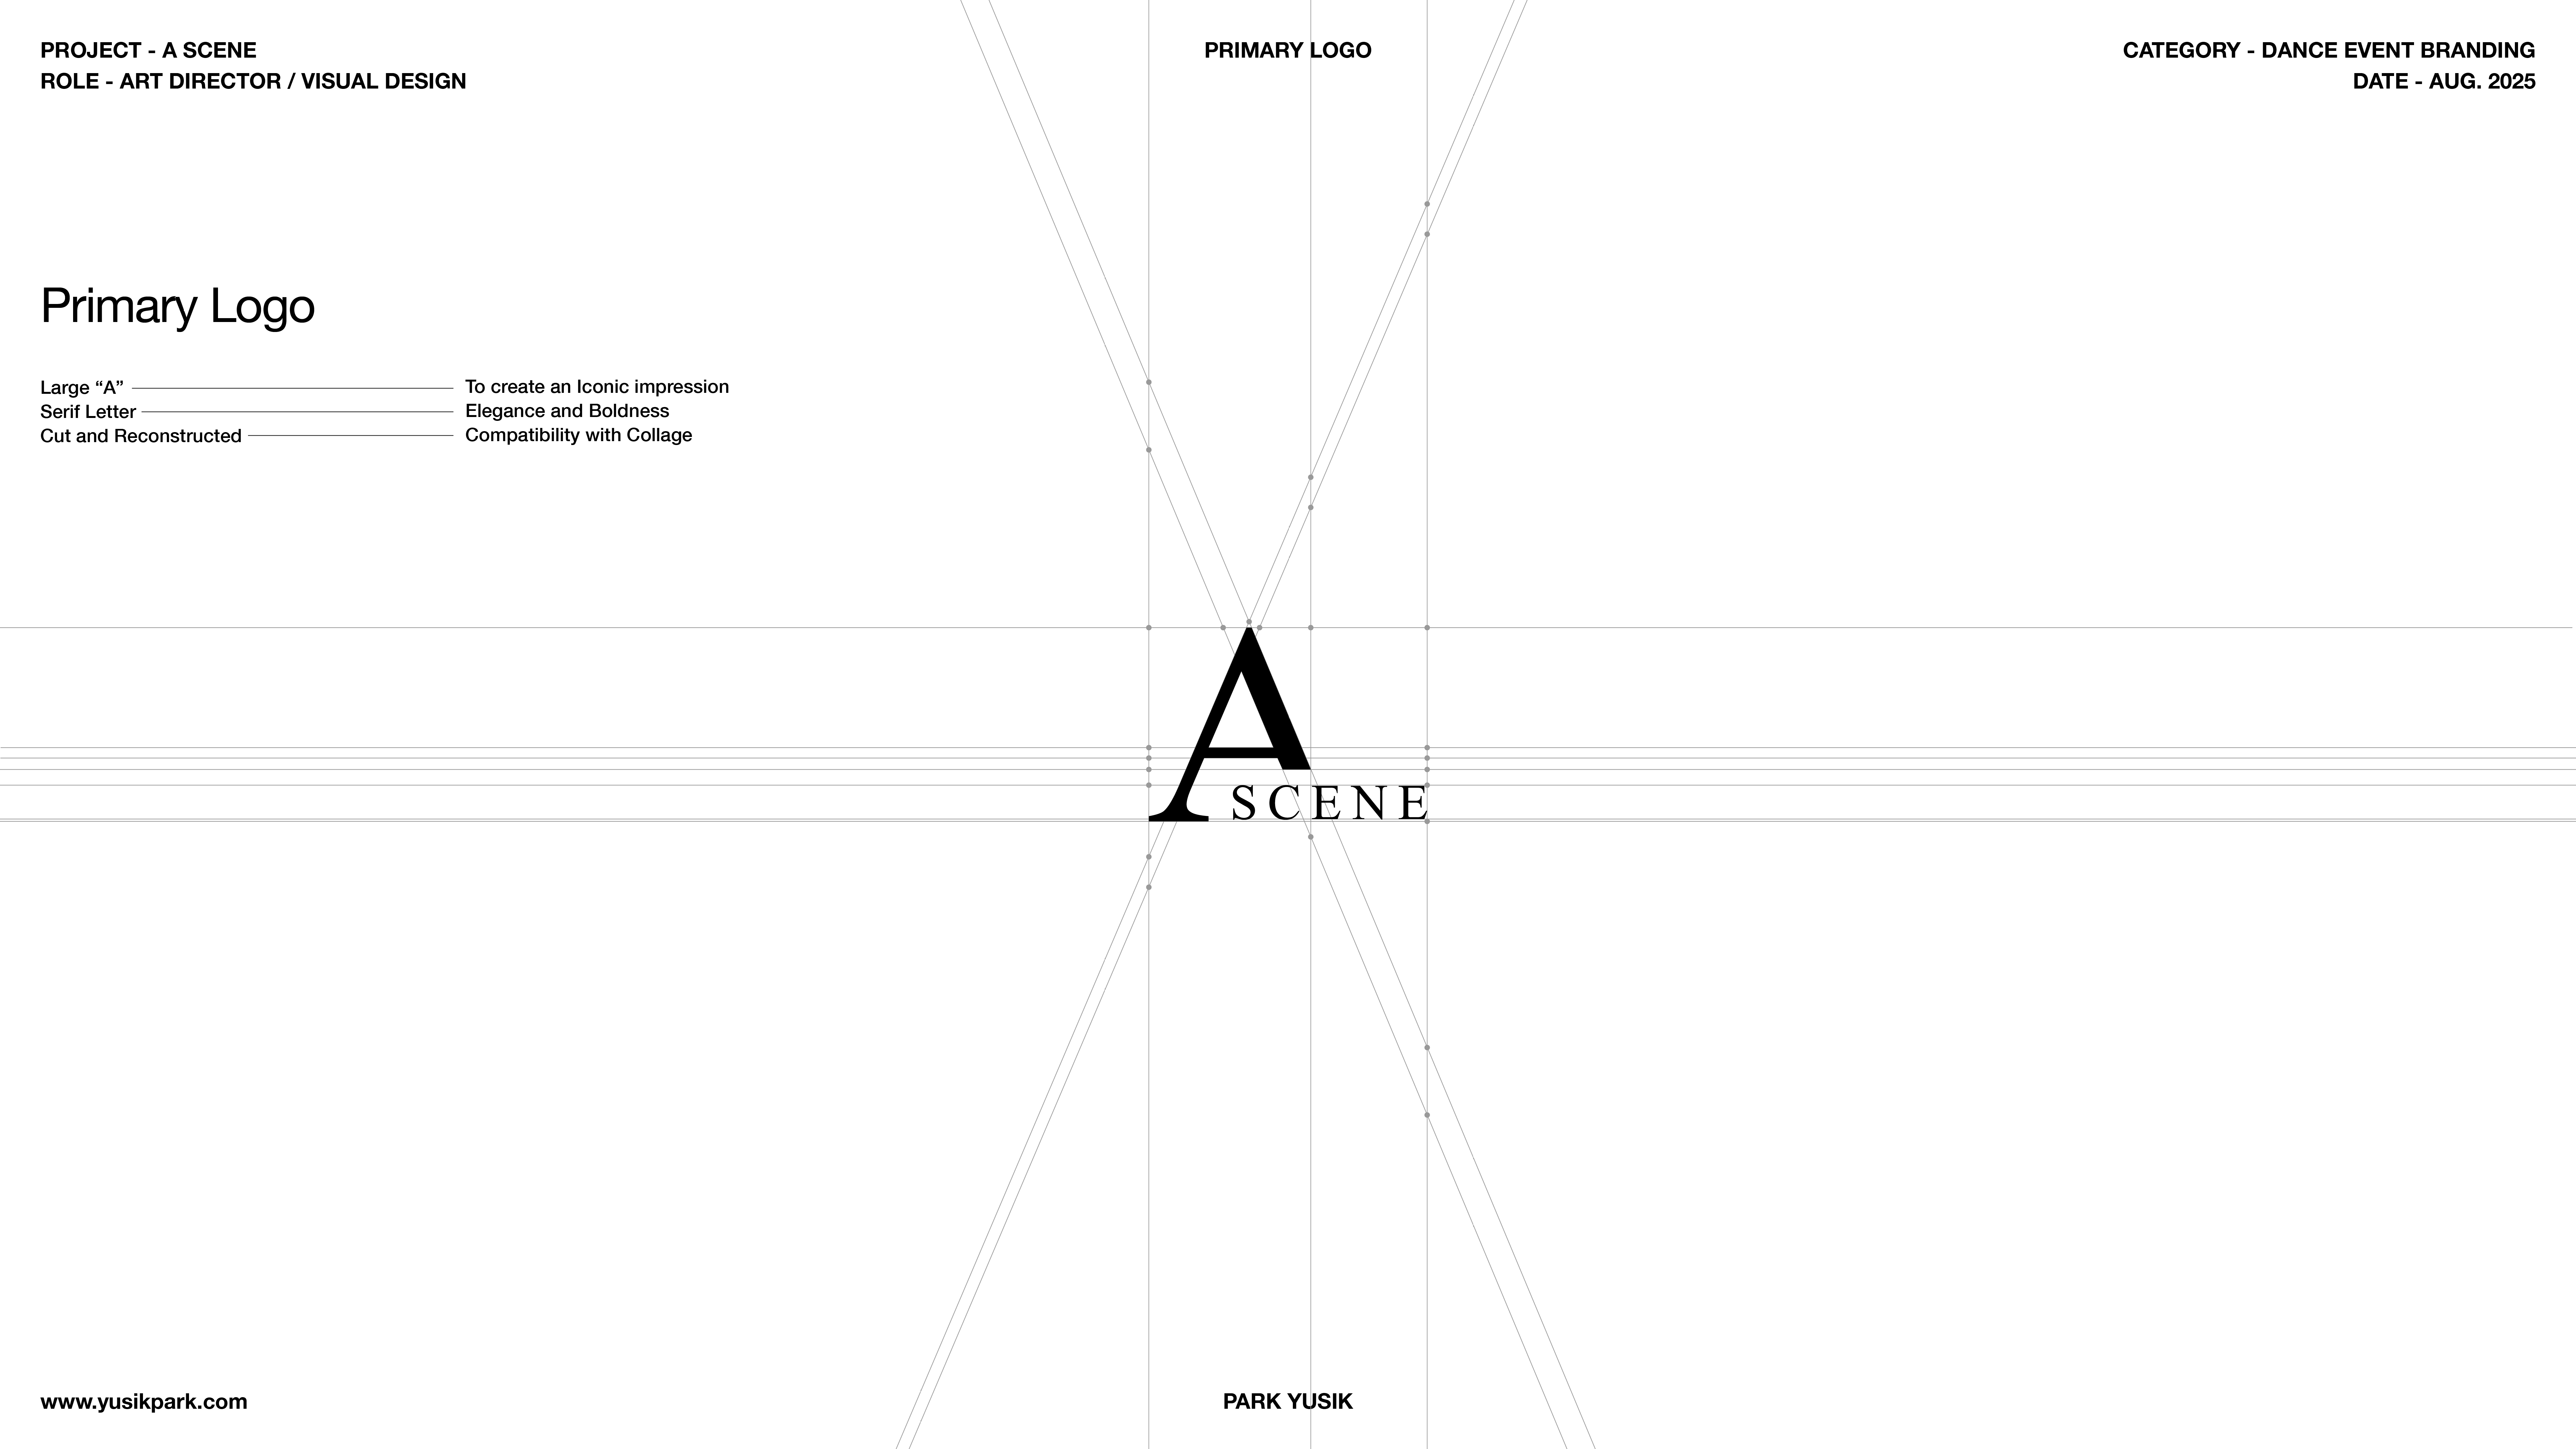 PROJECT - A SCENE
ROLE - ART DIRECTOR / VISUAL DESIGN
PRIMARY LOGO
CATEGORY - DANCE EVENT BRANDING
DATE - AUG. 2025
Primary Logo
Large “A” To create an Iconic impression
Serif Letter Elegance and Boldness
Cut and Reconstructed Compatibility with Collage
A
SCENE
www.yusikpark.com
PARK YUSIK